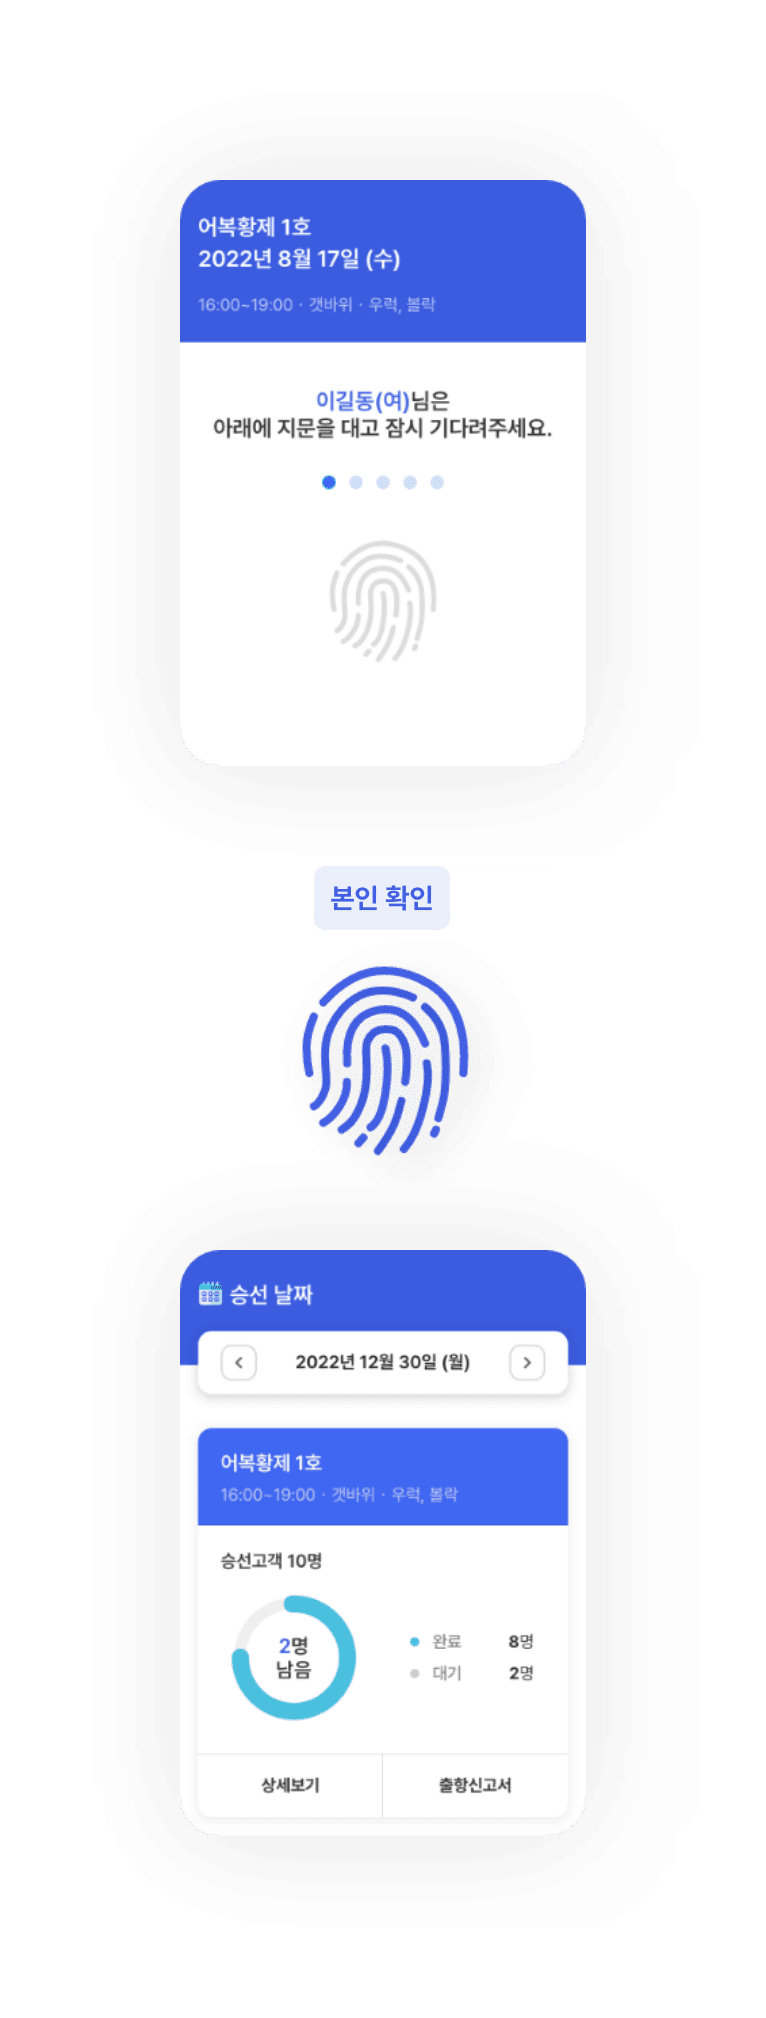 어복황제 1호
2022년 8월 17일 (수)
16:00~19:00 · 갯바위 · 우럭, 볼락
이길동(여)님은
아래에 지문을 대고 잠시 기다려주세요.
본인 확인
승선 날짜
2022년 12월 30일 (월)
어복황제 1호
16:00~19:00 · 갯바위 · 우럭, 볼락
승선고객 10명
2명
남음
완료 8명
대기 2명
상세보기 출항신고서